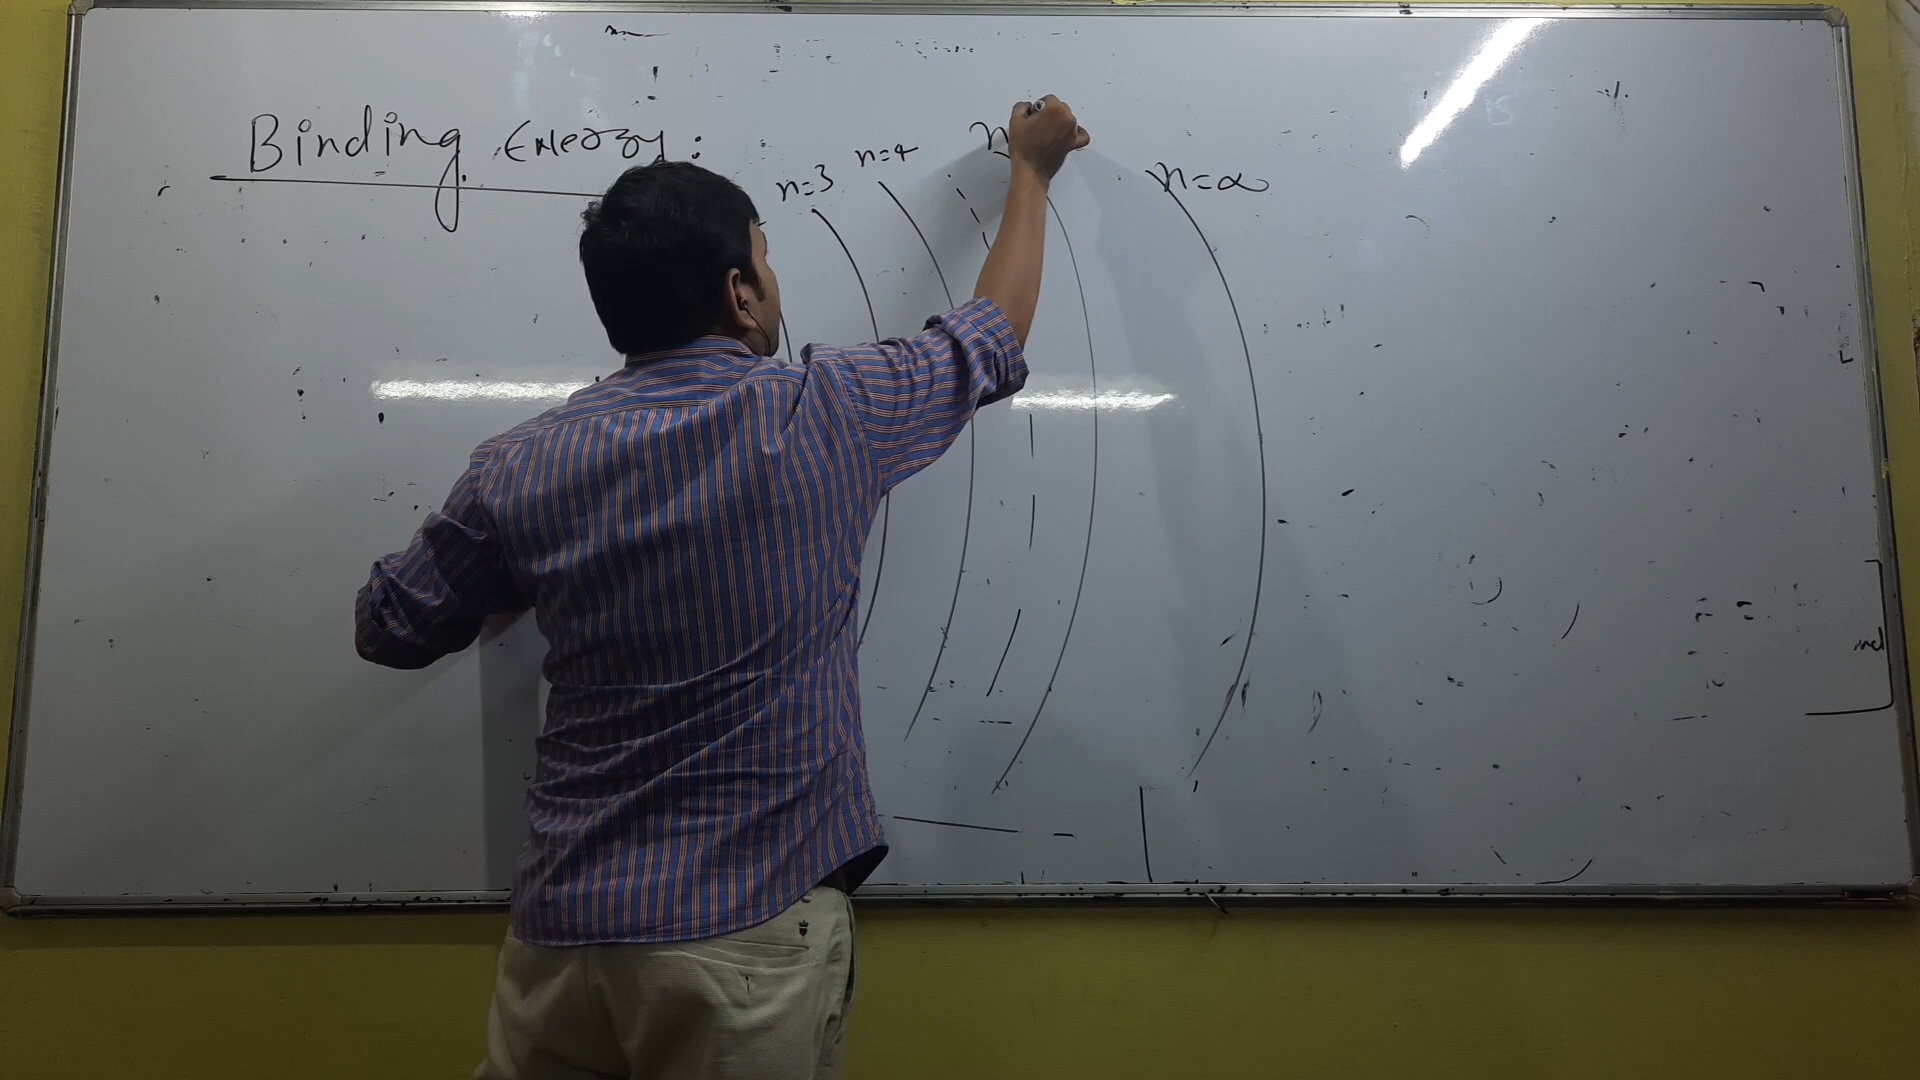 Binding Energy:
n=3
n=4
n
n=∝